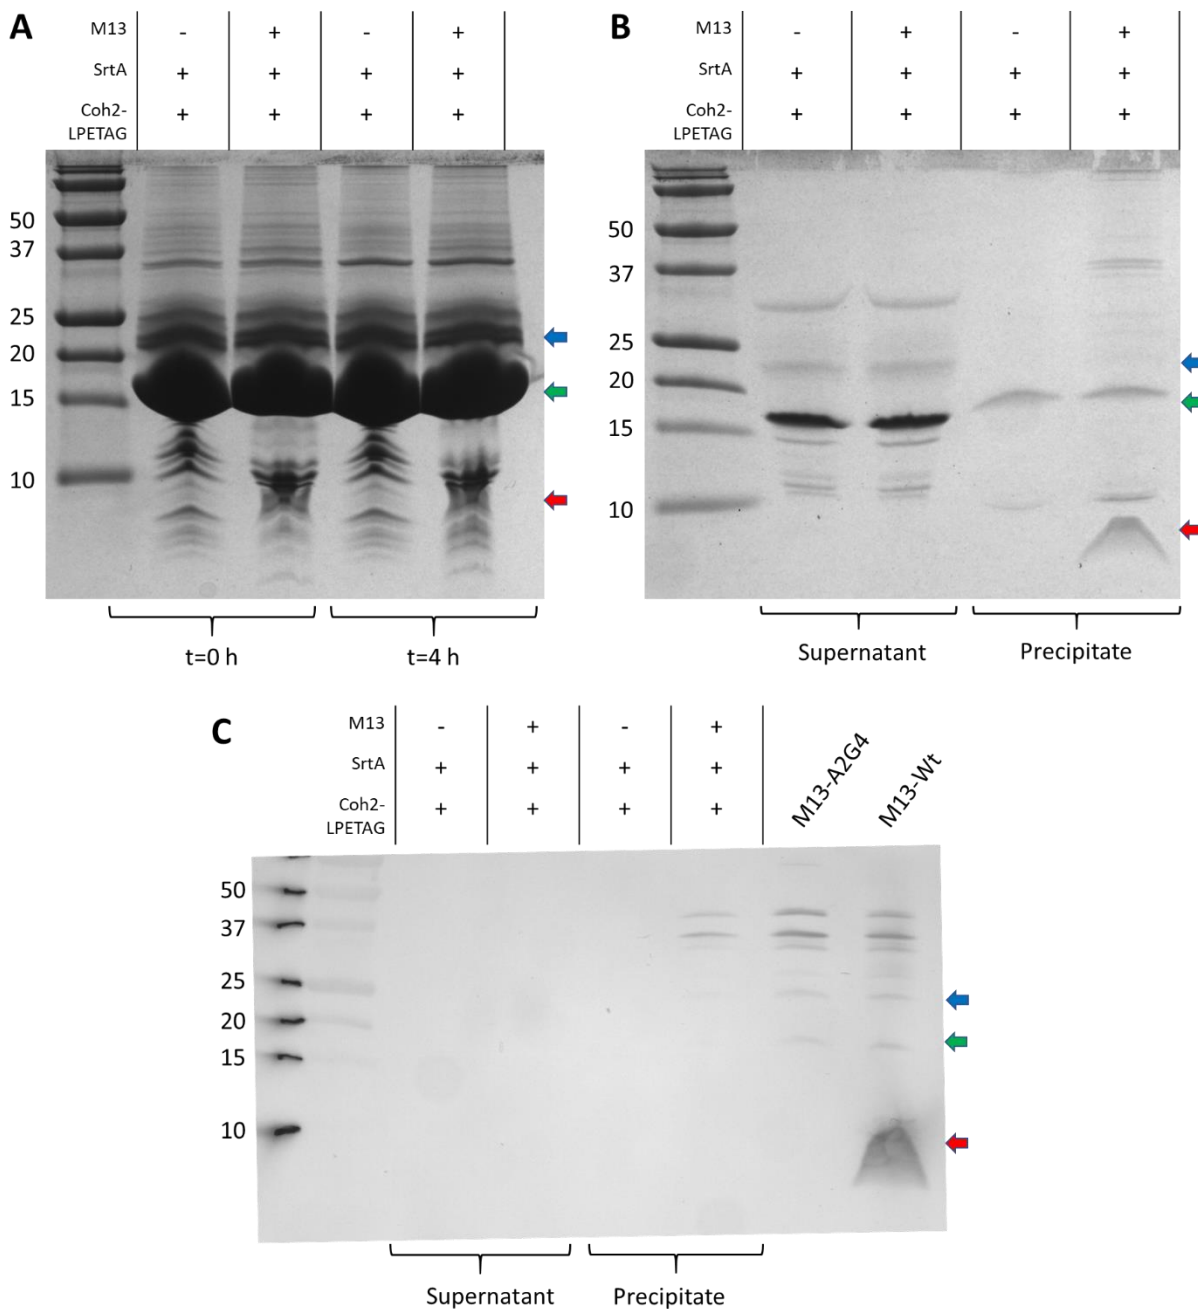 A
M13 - + - +
SrtA + + + +
Coh2-
LPETAG + + + +
50
37
25
20
15
10
t=0 h t=4 h
B
M13 - + - +
SrtA + + + +
Coh2-
LPETAG + + + +
50
37
25
20
15
10
Supernatant Precipitate
C
M13 - + - +
SrtA + + + +
Coh2-
LPETAG + + + +
M13-A2G4
M13-Wt
50
37
25
20
15
10
Supernatant Precipitate